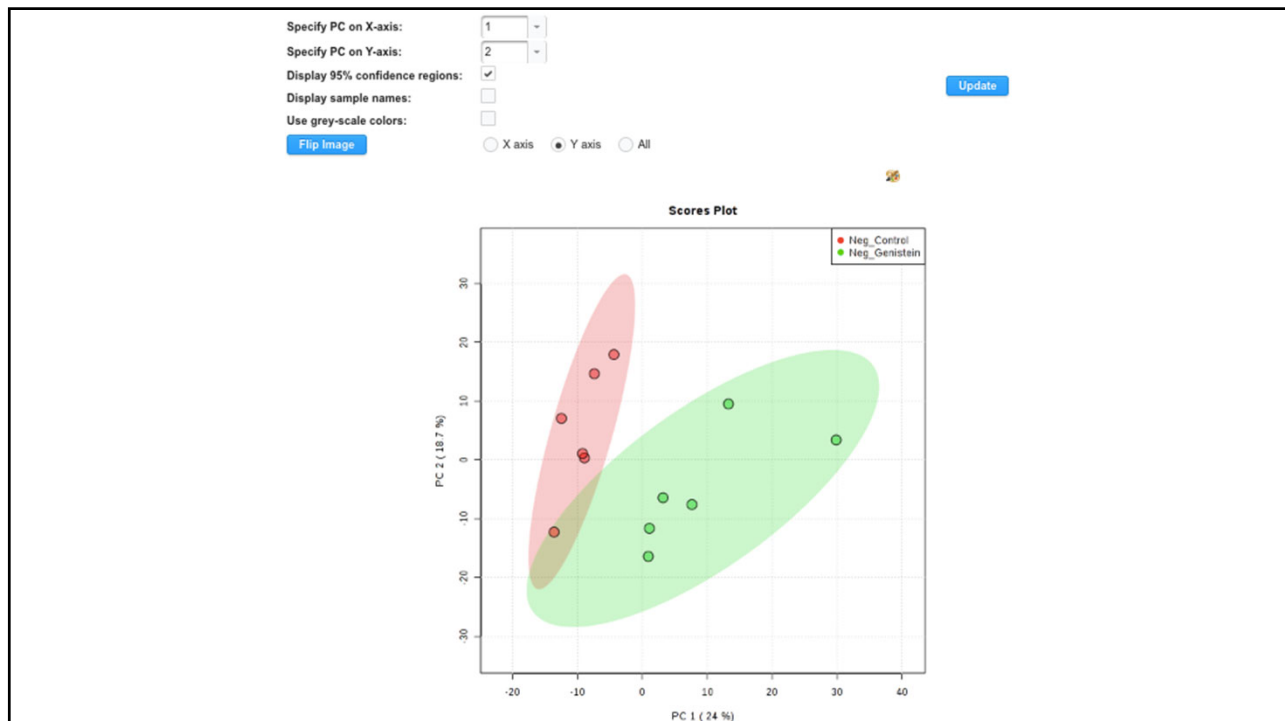 Specify PC on X-axis: 1
Specify PC on Y-axis: 2
Display 95% confidence regions:
Display sample names:
Use grey-scale colors:
Update
Flip Image X axis Y axis All
Scores Plot
Neg_Control
Neg_Genistein
PC 2 ( 18.7 %)
30
20
10
0
-10
-20
-30
-20 -10 0 10 20 30 40
PC 1 ( 24 %)